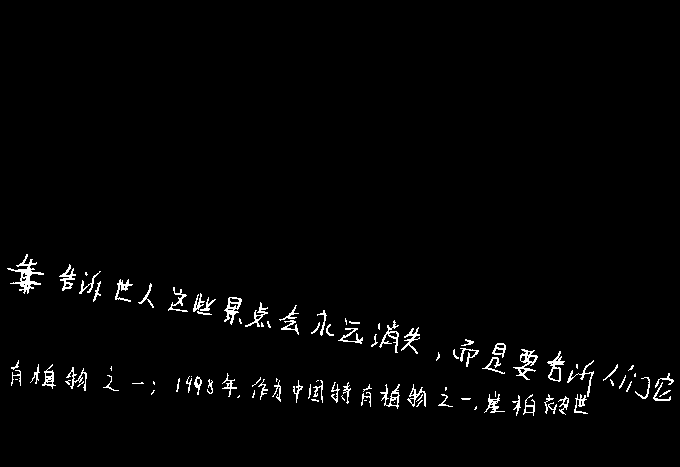 告诉世人这些景点会永远消失，而是要告诉人们它
有植物之一；1998年，作为中国特有植物之一，崖柏被世